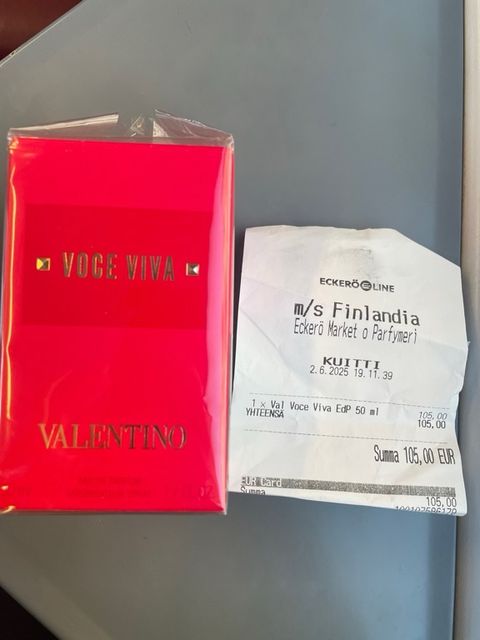 VOCE VIVA
VALENTINO
ECKERÖ LINE
m/s Finlandia
Eckerö Market o Parfymeri
KUITTI
2.6.2025 19.11.39
1 x Val Voce Viva EdP 50 ml 105,00
YHTEENSÄ 105,00
Summa 105,00 EUR
EUR Card
Summa 105,00